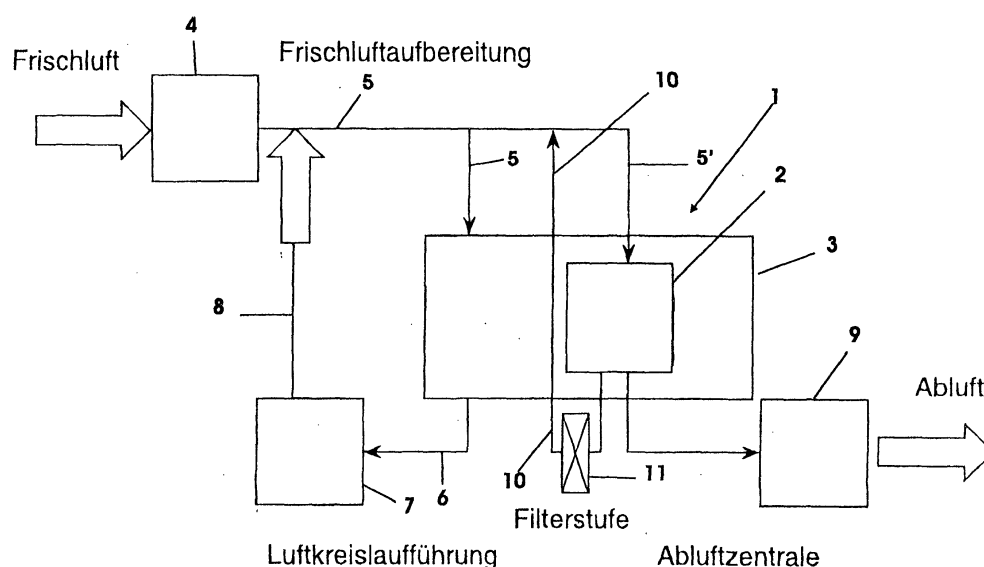 4
Frischluft
Frischluftaufbereitung
5
10
1
5
5'
2
3
8
9
Abluft
7
6
10
11
Filterstufe
Luftkreislaufführung
Abluftzentrale